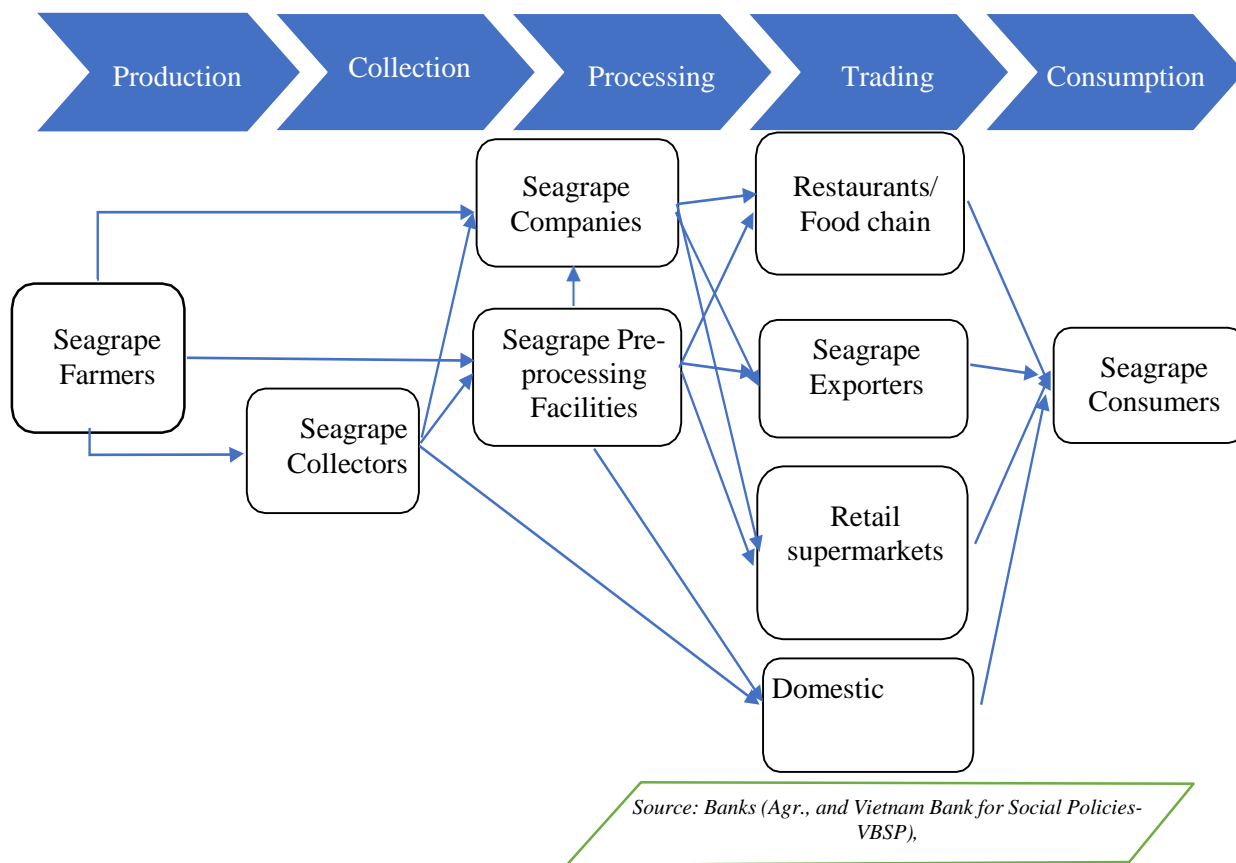 Production
Collection
Processing
Trading
Consumption
Seagrape
Companies
Restaurants/
Food chain
Seagrape
Farmers
Seagrape Pre-
processing
Facilities
Seagrape
Exporters
Seagrape
Consumers
Seagrape
Collectors
Retail
supermarkets
Domestic
Source: Banks (Agr., and Vietnam Bank for Social Policies-
VBSP),